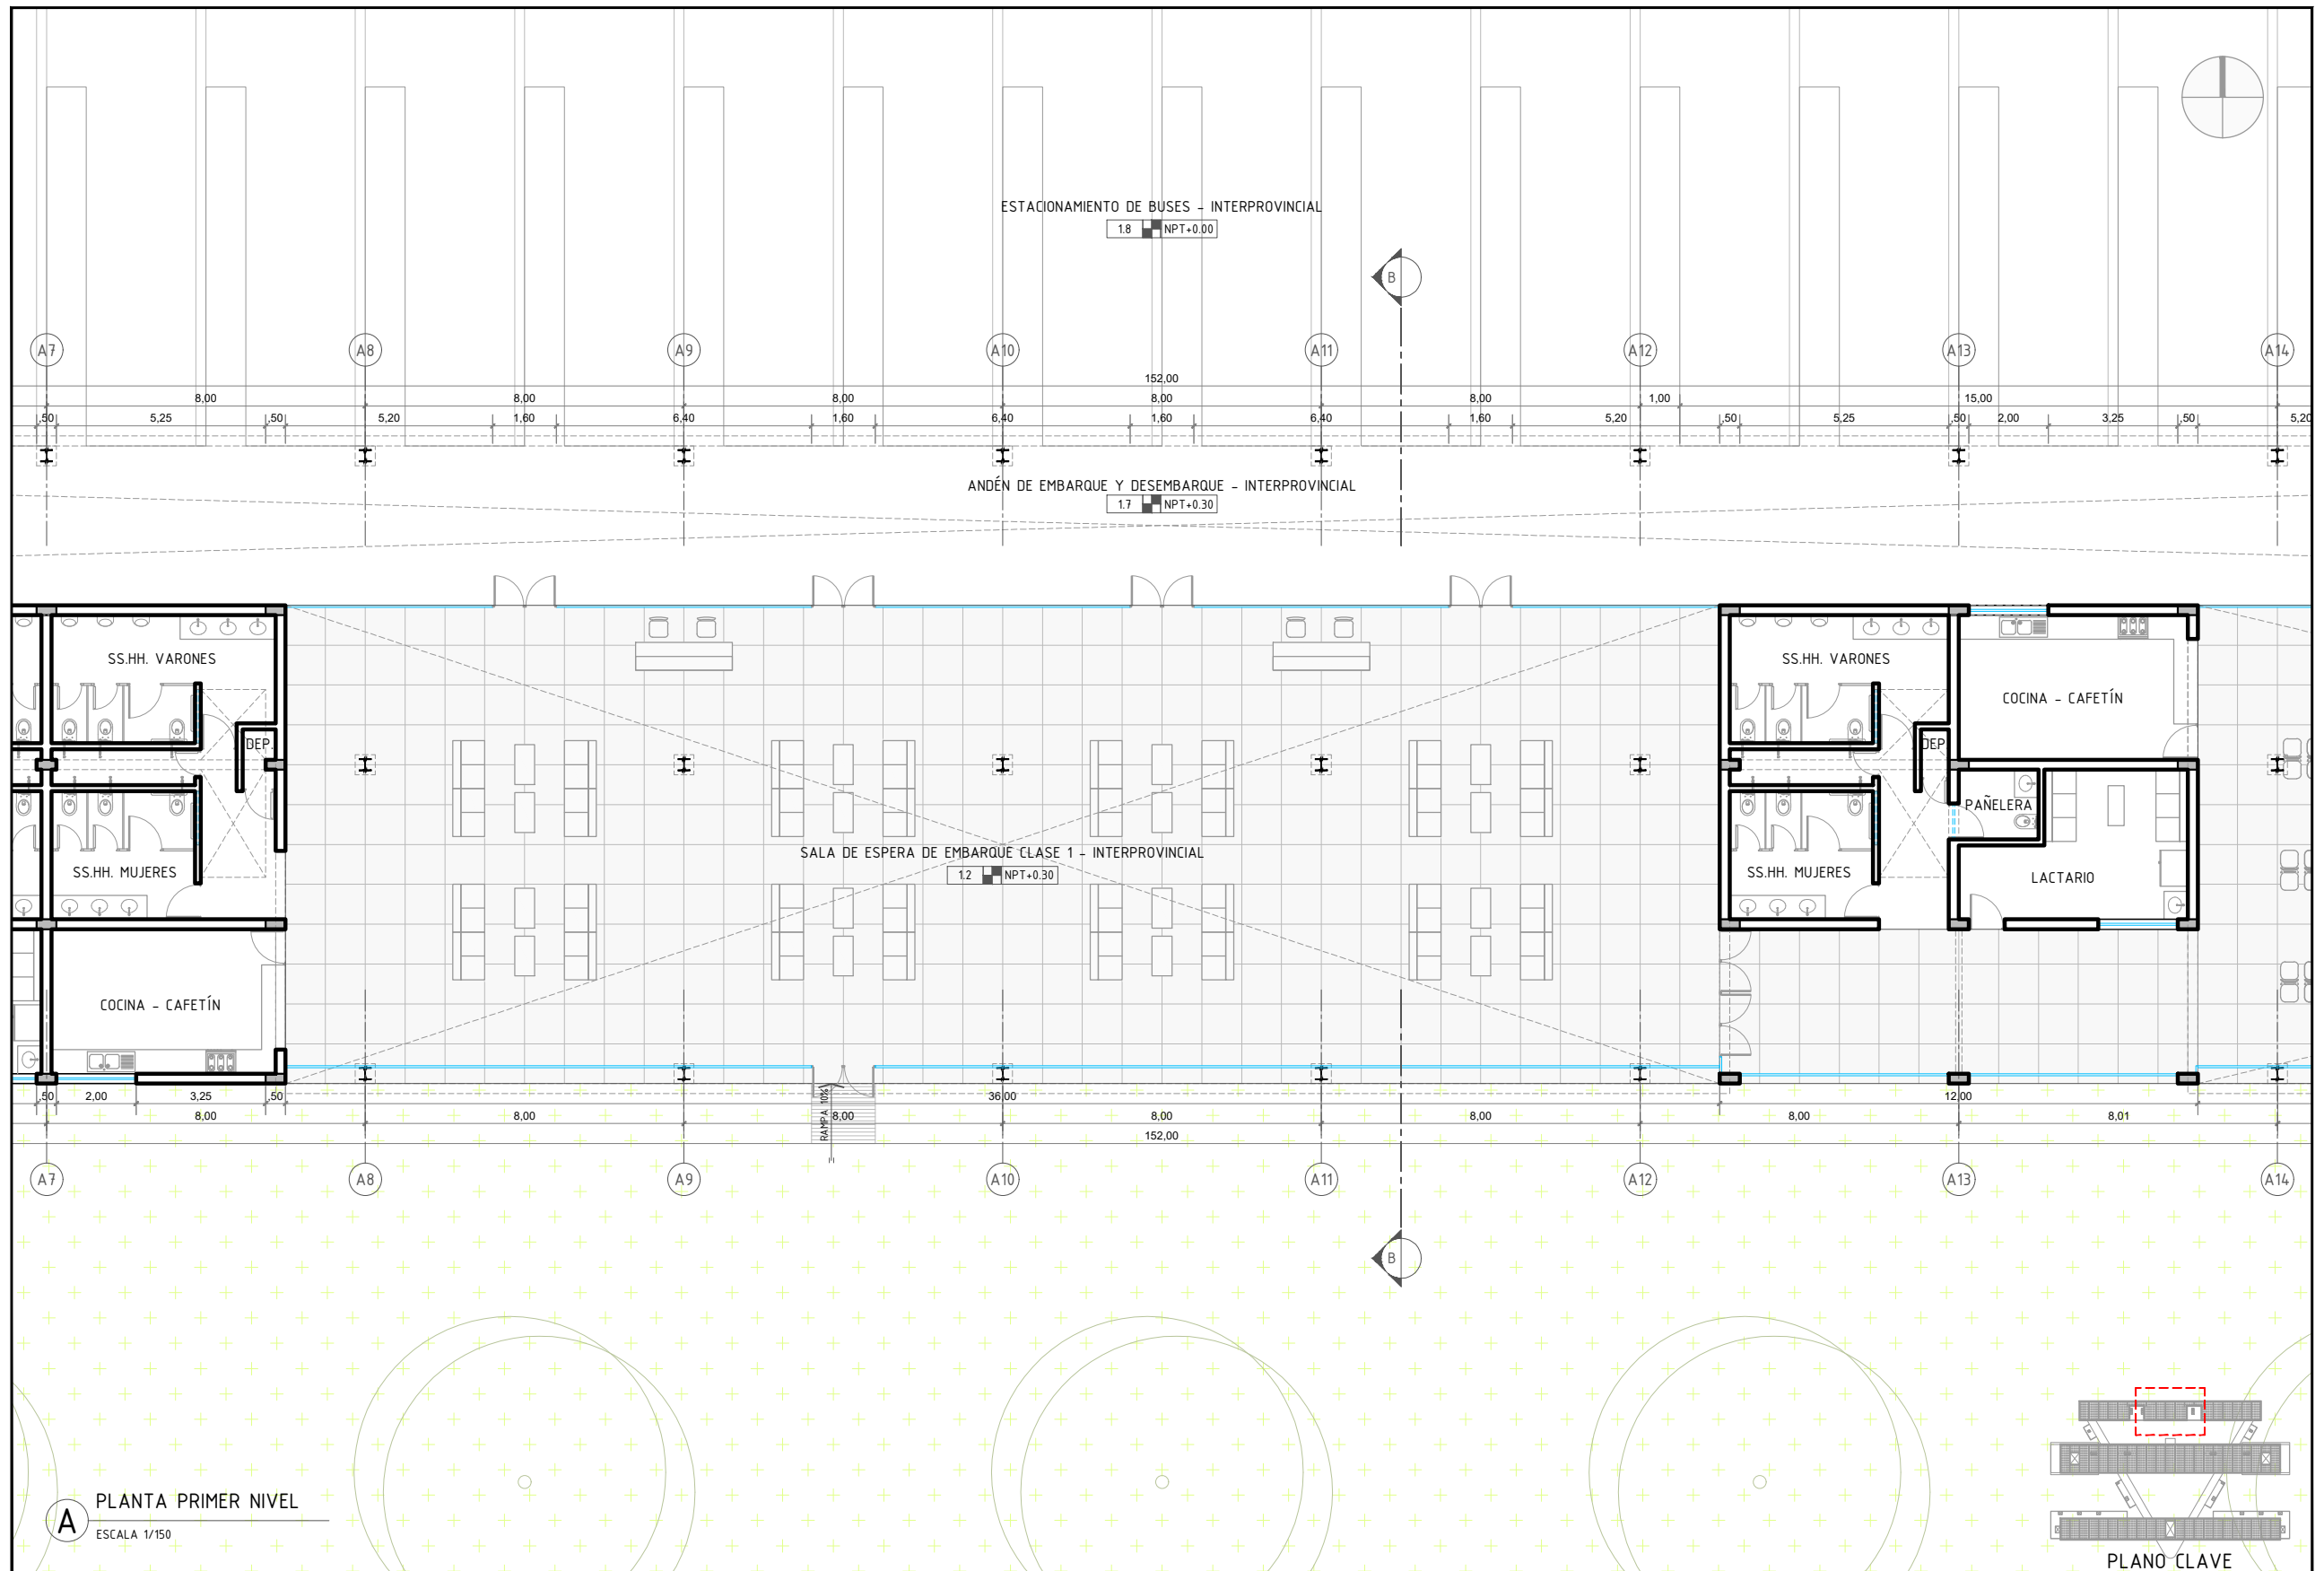 ESTACIONAMIENTO DE BUSES - INTERPROVINCIAL
1.8 NPT+0.00
B
A7 A8 A9 A10 A11 A12 A13 A14
152,00
8,00 8,00 8,00 8,00 8,00 1,00 15,00
,50 5,25 ,50 5,20 1,60 6,40 1,60 6,40 1,60 6,40 1,60 5,20 ,50 5,25 ,50 2,00 3,25 ,50 5,20
ANDÉN DE EMBARQUE Y DESEMBARQUE - INTERPROVINCIAL
1.7 NPT+0.30
SS.HH. VARONES
SS.HH. VARONES
COCINA - CAFETÍN
DEP.
DEP.
PAÑELERA
SALA DE ESPERA DE EMBARQUE CLASE 1 - INTERPROVINCIAL
1.2 NPT+0.30
SS.HH. MUJERES
SS.HH. MUJERES
LACTARIO
COCINA - CAFETÍN
RAMPA 10%
,50 2,00 3,25 ,50 36,00 12,00
8,00 8,00 8,00 8,00 8,00 8,00 8,01
152,00
A7 A8 A9 A10 A11 A12 A13 A14
B
A
PLANTA PRIMER NIVEL
ESCALA 1/150
PLANO CLAVE